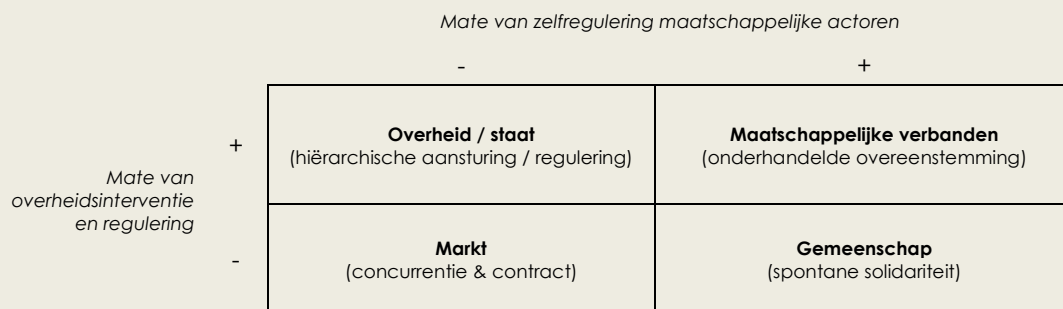 Mate van zelfregulering maatschappelijke actoren
- +
+ Overheid / staat Maatschappelijke verbanden
(hiërarchische aansturing / regulering) (onderhandelde overeenstemming)
Mate van
overheidsinterventie
en regulering
- Markt Gemeenschap
(concurrentie & contract) (spontane solidariteit)